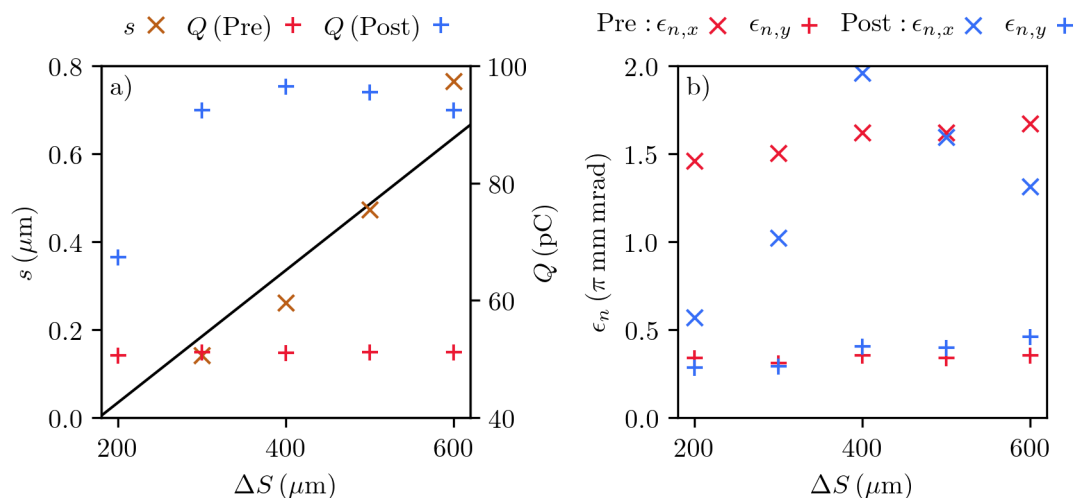 s × Q (Pre) + Q (Post) +
Pre : ϵn,x × ϵn,y + Post : ϵn,x × ϵn,y +
a)
0.8
0.6
0.4
0.2
0.0
s (μm)
100
80
60
40
Q (pC)
200 400 600
ΔS (μm)
b)
2.0
1.5
1.0
0.5
0.0
ϵn (π mm mrad)
200 400 600
ΔS (μm)